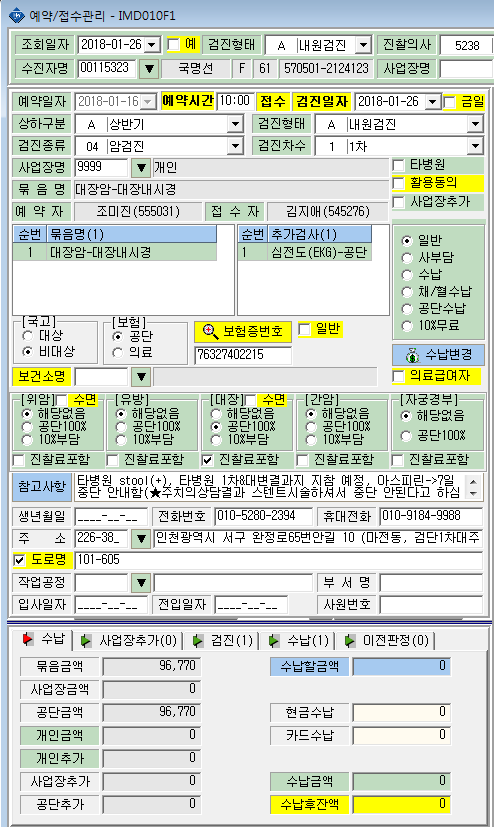 예약/접수관리 - IMD010F1
조회일자 2018-01-26 예 검진형태 A 내원검진 진찰의사 5238
수진자명 00115323 국명선 F 61 570501-2124123 사업장명
예약일자 2018-01-16 예약시간 10:00 접수 검진일자 2018-01-26 금일
상하구분 A 상반기 검진형태 A 내원검진
검진종류 04 암검진 검진차수 1 1차
사업장명 9999 개인 타병원
묶 음 명 대장암-대장내시경 활용동의
사업장추가
예 약 자 조미진(555031) 접 수 자 김지애(545276)
순번 묶음명(1) 순번 추가검사(1)
1 대장암-대장내시경 1 심전도(EKG)-공단
일반
사부담
수납
채/혈수납
공단수납
10%무료
[국고] [보험] 보험증번호 일반
대상 공단
비대상 의료 76327402215 수납변경
보건소명 의료급여자
[위암] 수면 [유방] [대장] 수면 [간암] [자궁경부]
해당없음 해당없음 해당없음 해당없음 해당없음
공단100% 공단100% 공단100% 공단100% 공단100%
10%부담 10%부담 10%부담 10%부담
진찰료포함 진찰료포함 진찰료포함 진찰료포함 진찰료포함
참고사항 타병원 stool(+), 타병원 1차&대변결과지 지참 예정, 아스피린->7일
중단 안내함(★주치의상담결과 스텐트시술하셔서 중단 안된다고 하심
생년월일 ____-__-__ 전화번호 010-5280-2394 휴대전화 010-9184-9988
주 소 226-38_ 인천광역시 서구 완정로65번안길 10 (마전동, 검단1차대주
도로명 101-605
작업공정 부 서 명
입사일자 ____-__-__ 전입일자 ____-__-__ 사원번호
수납 사업장추가(0) 검진(1) 수납(1) 이전판정(0)
묶음금액 96,770 수납할금액 0
사업장금액 0
공단금액 96,770 현금수납 0
개인금액 0 카드수납 0
개인추가 0
사업장추가 0 수납금액 0
공단추가 0 수납후잔액 0